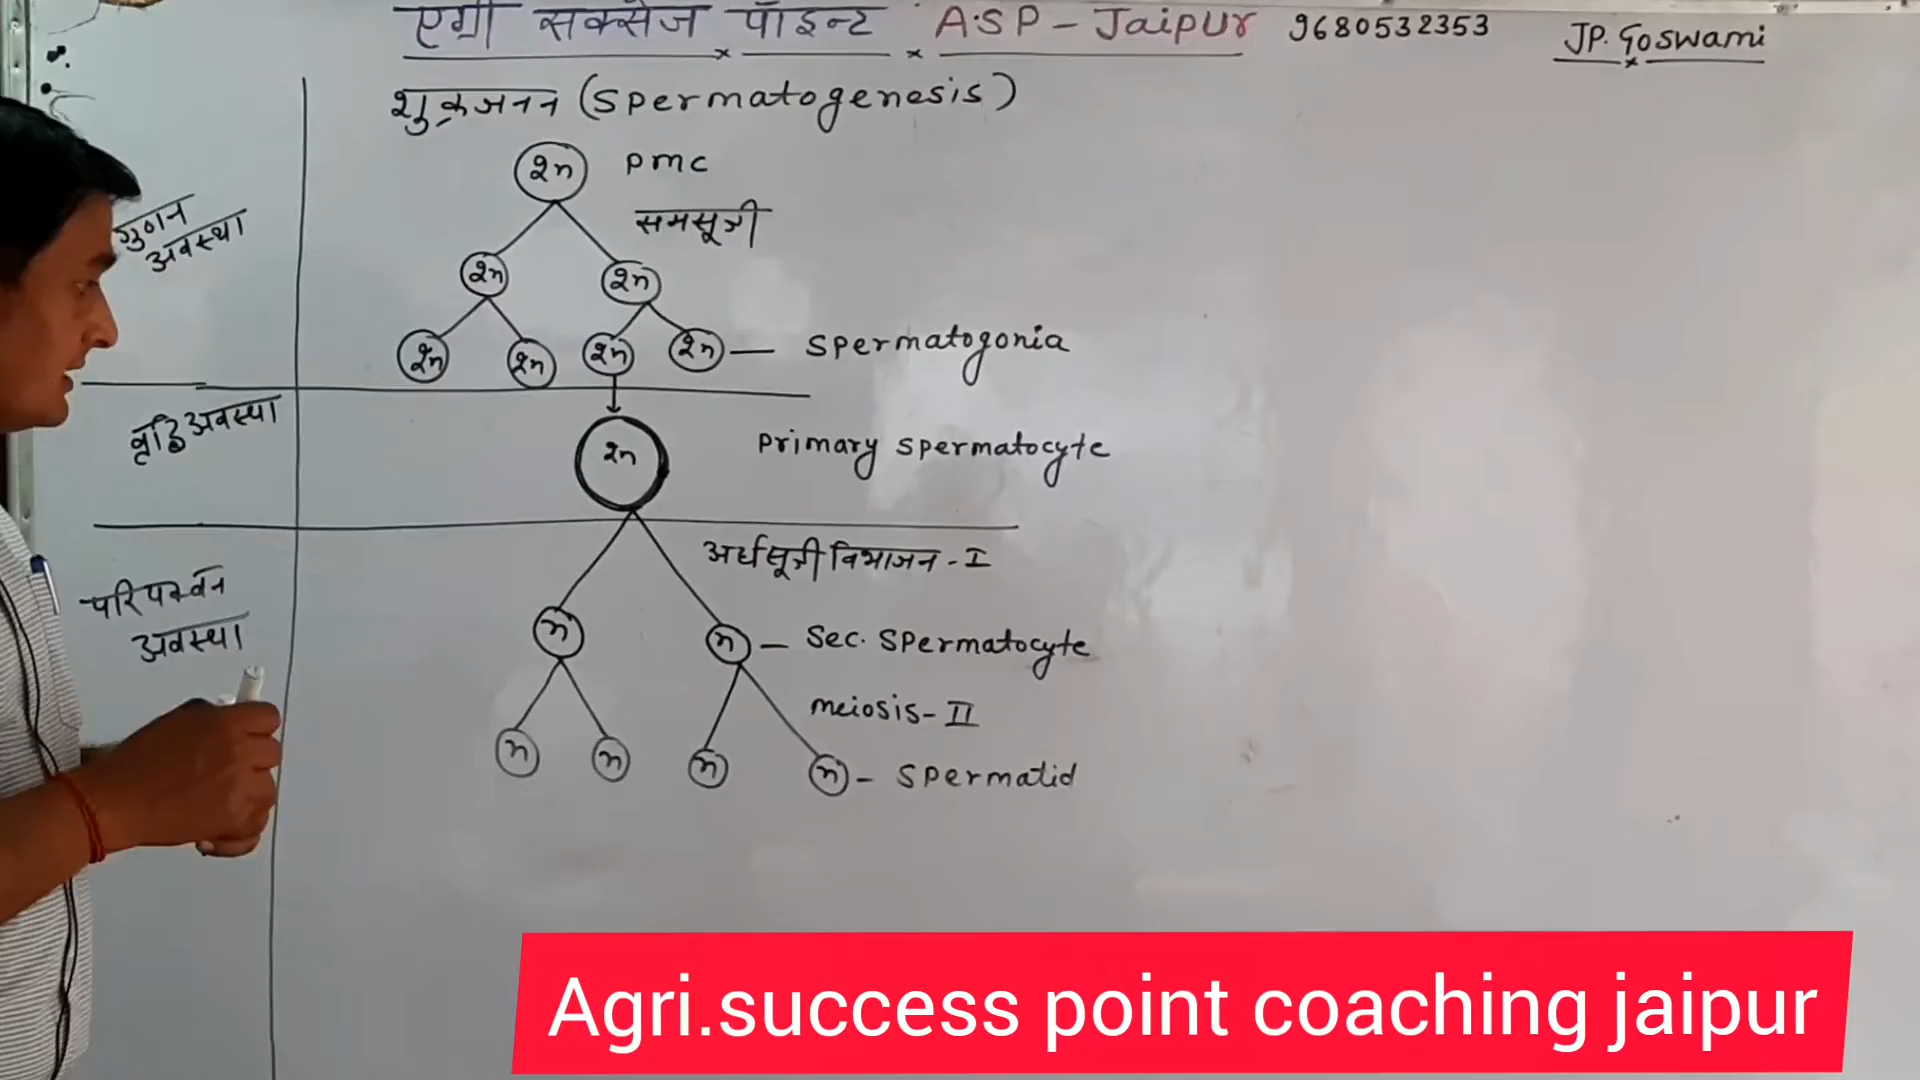 एग्री सक्सेज पॉइन्ट A.S.P - Jaipur 9680532353 JP. Goswami
शुक्रजनन (Spermatogenesis)
2n PMC
गुणन
अवस्था
समसूत्री
2n 2n
2n 2n 2n 2n — Spermatogonia
वृद्धि अवस्था
2n Primary Spermatocyte
अर्धसूत्री विभाजन - I
परिपक्वन
अवस्था
n n — Sec. Spermatocyte
meiosis - II
n n n n - Spermatid
Agri.success point coaching jaipur